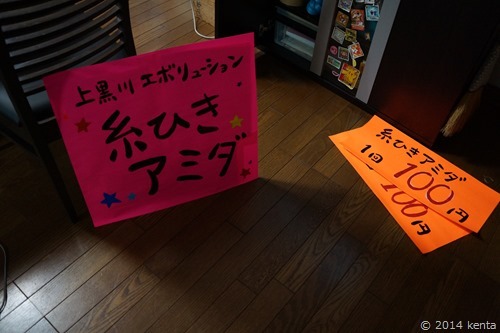 上黒川エボリューション
糸ひき
アミダ
糸ひきアミダ
1回 100円
100円
© 2014 kenta